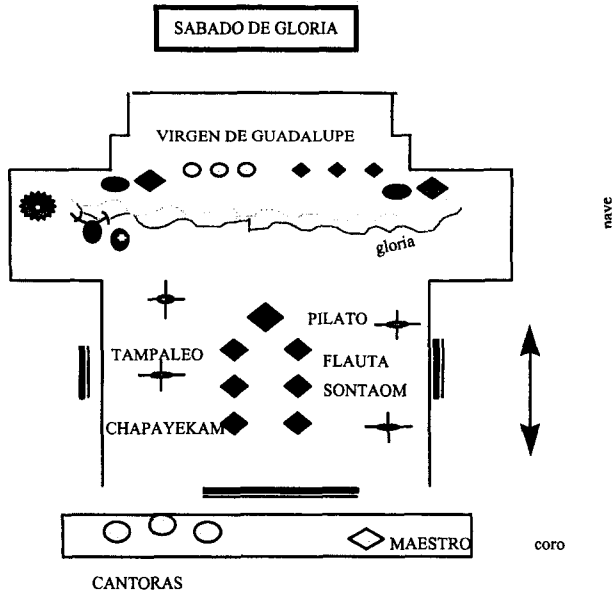 SABADO DE GLORIA
VIRGEN DE GUADALUPE
nave
gloria
PILATO
TAMPALEO
FLAUTA
SONTAOM
CHAPAYEKAM
MAESTRO
coro
CANTORAS